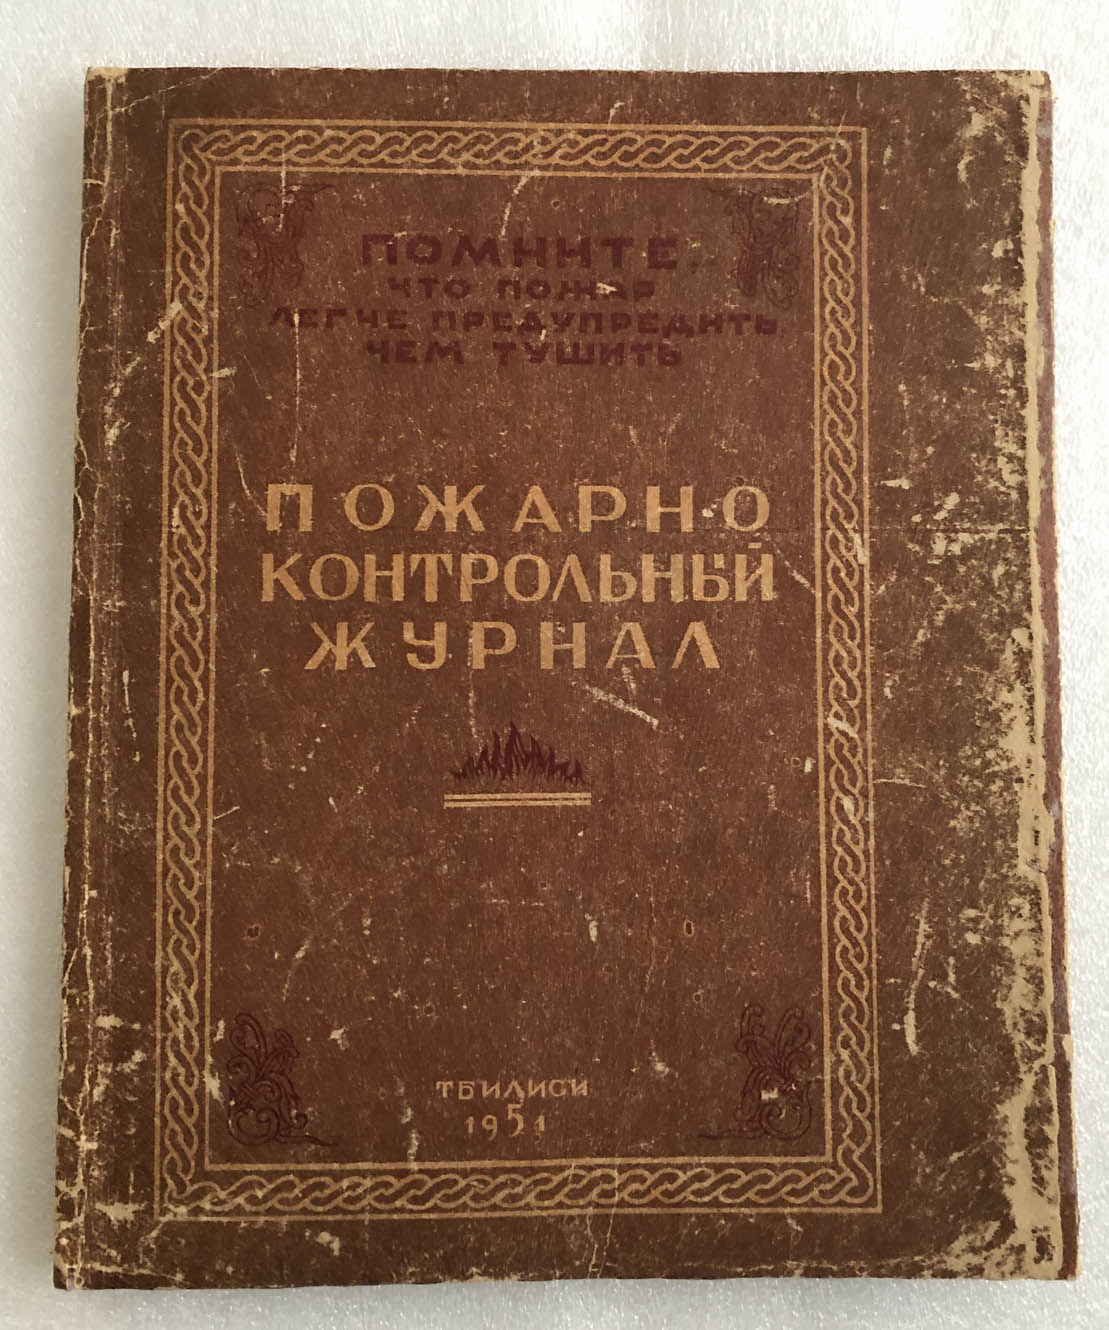 ПОМНИТЕ,
ЧТО ПОЖАР
ЛЕГЧЕ ПРЕДУПРЕДИТЬ,
ЧЕМ ТУШИТЬ
ПОЖАРНО
КОНТРОЛЬНЫЙ
ЖУРНАЛ
ТБИЛИСИ
1951